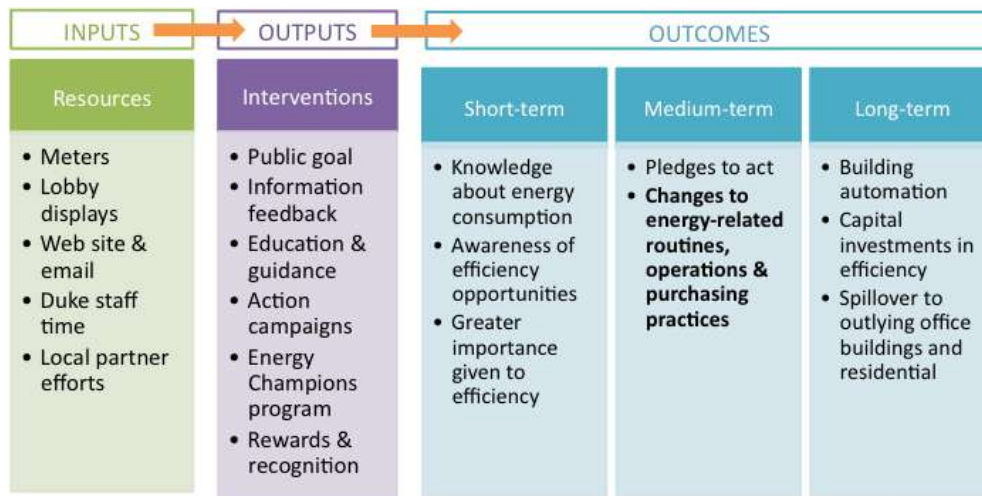 INPUTS
OUTPUTS
OUTCOMES
Resources
• Meters
• Lobby
displays
• Web site &
email
• Duke staff
time
• Local partner
efforts
Interventions
• Public goal
• Information
feedback
• Education &
guidance
• Action
campaigns
• Energy
Champions
program
• Rewards &
recognition
Short-term
• Knowledge
about energy
consumption
• Awareness of
efficiency
opportunities
• Greater
importance
given to
efficiency
Medium-term
• Pledges to act
• Changes to
energy-related
routines,
operations &
purchasing
practices
Long-term
• Building
automation
• Capital
investments in
efficiency
• Spillover to
outlying office
buildings and
residential